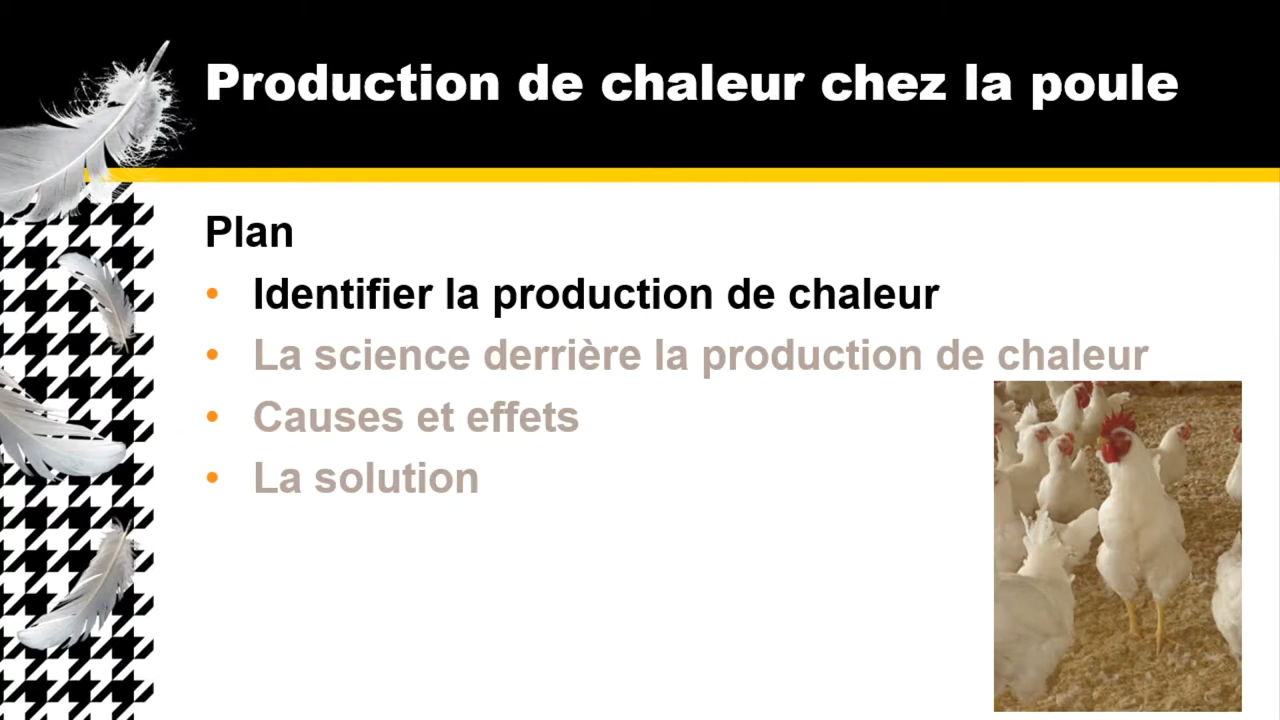 Production de chaleur chez la poule
Plan
• Identifier la production de chaleur
• La science derrière la production de chaleur
• Causes et effets
• La solution